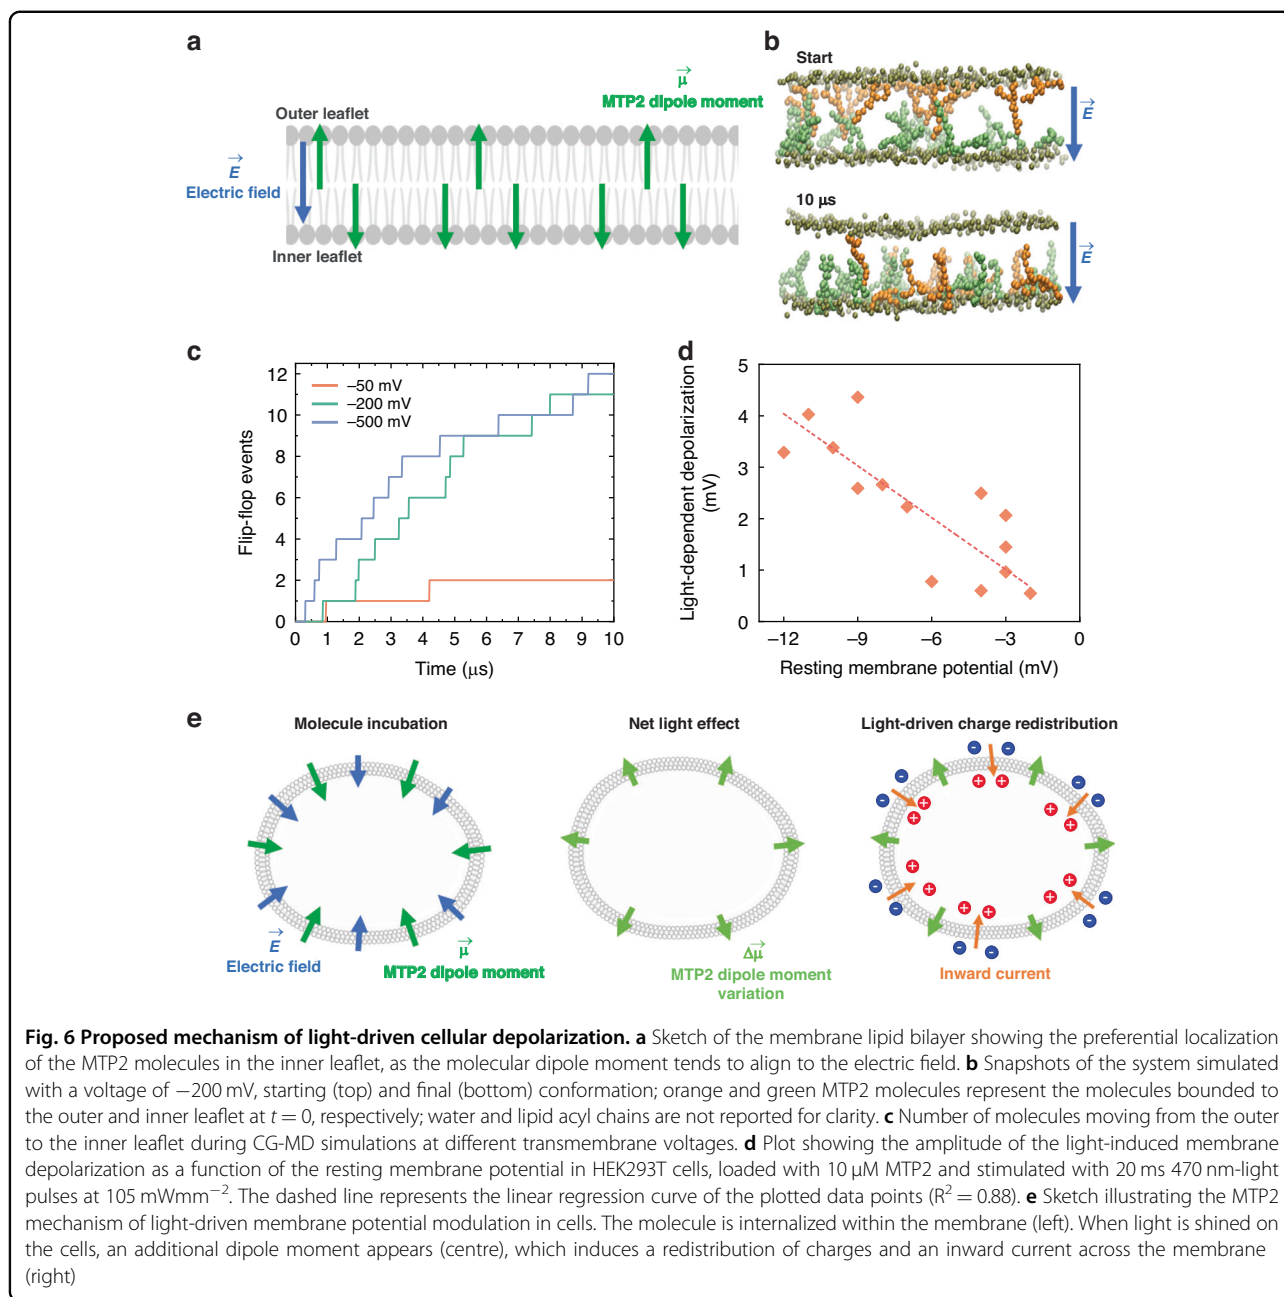 a
Outer leaflet
μ
MTP2 dipole moment
E
Electric field
Inner leaflet
b
Start
E
10 μs
E
c
Flip-flop events
12
10
8
6
4
2
0
–50 mV
–200 mV
–500 mV
0 1 2 3 4 5 6 7 8 9 10
Time (μs)
d
Light-dependent depolarization
(mV)
5
4
3
2
1
0
–12 –9 –6 –3 0
Resting membrane potential (mV)
e
Molecule incubation
E
Electric field
μ
MTP2 dipole moment
Net light effect
Δμ
MTP2 dipole moment
variation
Light-driven charge redistribution
Inward current
Fig. 6 Proposed mechanism of light-driven cellular depolarization. a Sketch of the membrane lipid bilayer showing the preferential localization
of the MTP2 molecules in the inner leaflet, as the molecular dipole moment tends to align to the electric field. b Snapshots of the system simulated
with a voltage of −200 mV, starting (top) and final (bottom) conformation; orange and green MTP2 molecules represent the molecules bounded to
the outer and inner leaflet at t = 0, respectively; water and lipid acyl chains are not reported for clarity. c Number of molecules moving from the outer
to the inner leaflet during CG-MD simulations at different transmembrane voltages. d Plot showing the amplitude of the light-induced membrane
depolarization as a function of the resting membrane potential in HEK293T cells, loaded with 10 μM MTP2 and stimulated with 20 ms 470 nm-light
pulses at 105 mWmm⁻². The dashed line represents the linear regression curve of the plotted data points (R² = 0.88). e Sketch illustrating the MTP2
mechanism of light-driven membrane potential modulation in cells. The molecule is internalized within the membrane (left). When light is shined on
the cells, an additional dipole moment appears (centre), which induces a redistribution of charges and an inward current across the membrane
(right)